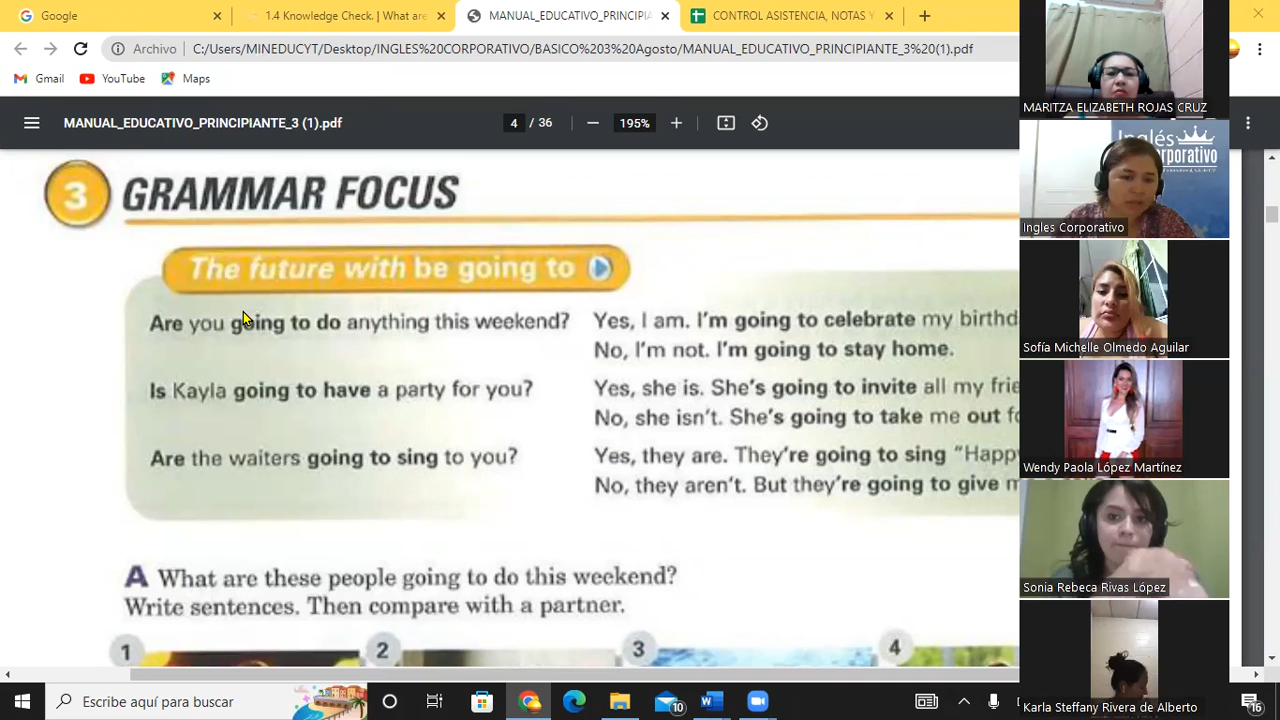 Google
1.4 Knowledge Check. | What are
MANUAL_EDUCATIVO_PRINCIPIA
CONTROL ASISTENCIA, NOTAS Y
Archivo
C:/Users/MINEDUCYT/Desktop/INGLES%20CORPORATIVO/BASICO%203%20Agosto/MANUAL_EDUCATIVO_PRINCIPIANTE_3%20(1).pdf
Gmail
YouTube
Maps
MANUAL_EDUCATIVO_PRINCIPIANTE_3 (1).pdf
4 / 36
195%
3 GRAMMAR FOCUS
The future with be going to
Are you going to do anything this weekend?
Yes, I am. I'm going to celebrate my birthd
No, I'm not. I'm going to stay home.
Is Kayla going to have a party for you?
Yes, she is. She's going to invite all my frie
No, she isn't. She's going to take me out fo
Are the waiters going to sing to you?
Yes, they are. They're going to sing "Happ
No, they aren't. But they're going to give m
A What are these people going to do this weekend?
Write sentences. Then compare with a partner.
1
2
3
4
MARITZA ELIZABETH ROJAS CRUZ
Inglés
Corporativo
Ingles Corporativo
Sofía Michelle Olmedo Aguilar
Wendy Paola López Martínez
Sonia Rebeca Rivas López
Karla Steffany Rivera de Alberto
Escribe aquí para buscar
10
16